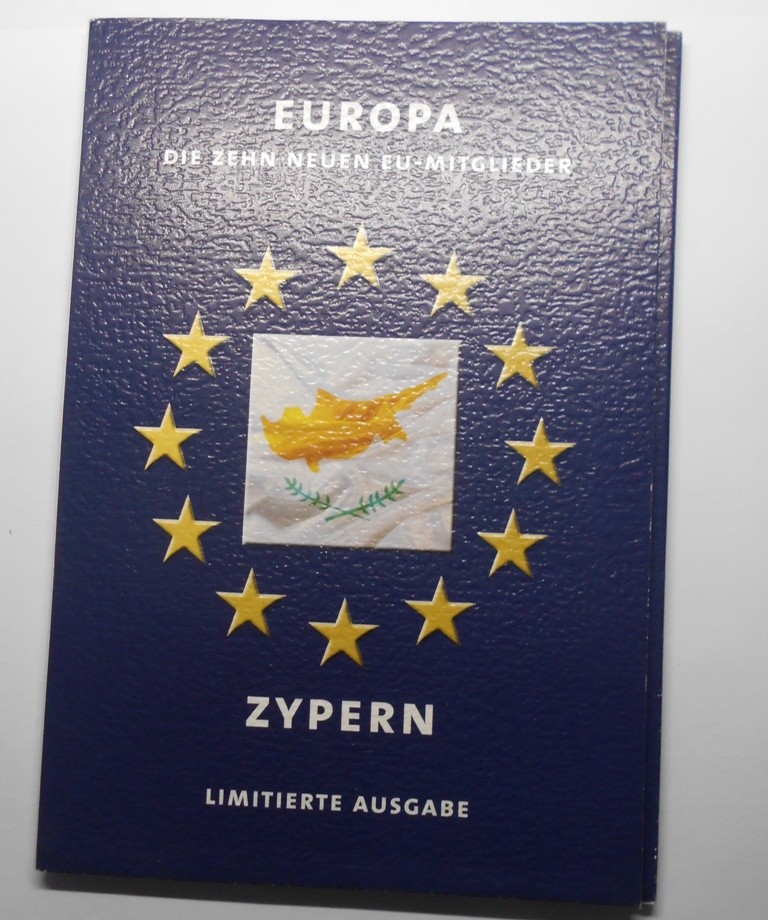 EUROPA
DIE ZEHN NEUEN EU-MITGLIEDER
ZYPERN
LIMITIERTE AUSGABE